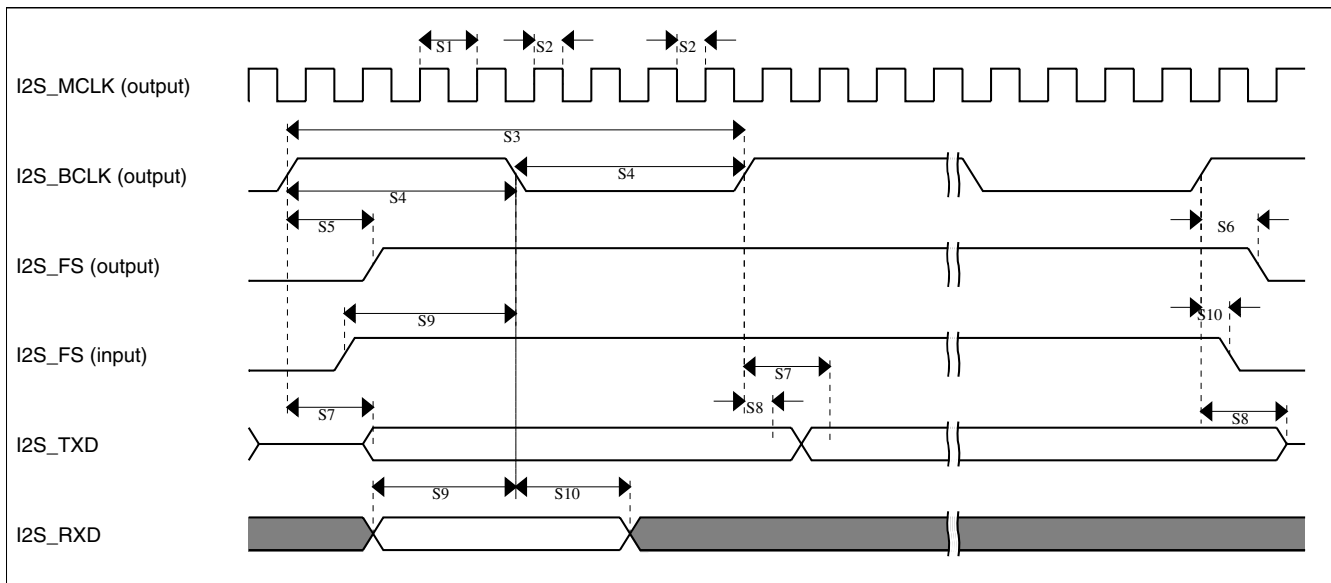 S1 S2 S2
I2S_MCLK (output)
S3
I2S_BCLK (output)
S4
S4
S5 S6
I2S_FS (output)
S9 S10
I2S_FS (input)
S7
S7 S8 S8
I2S_TXD
S9 S10
I2S_RXD